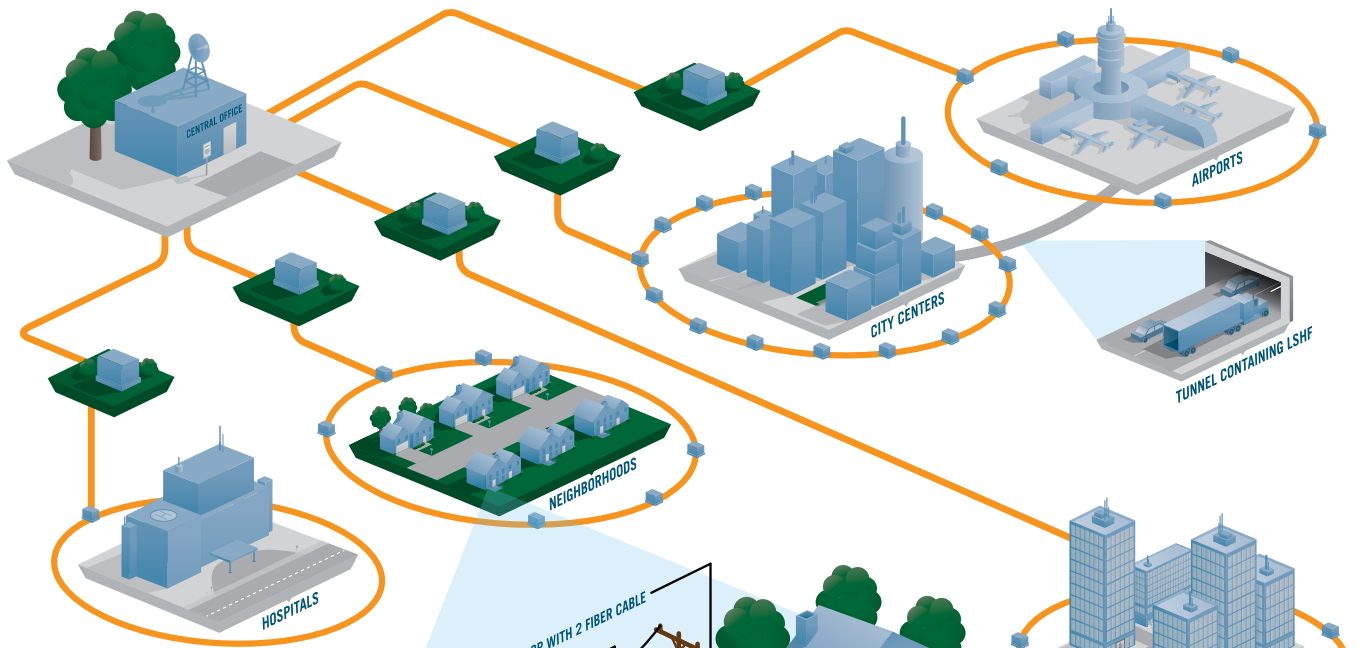 CENTRAL OFFICE
AIRPORTS
CITY CENTERS
TUNNEL CONTAINING LSHF
NEIGHBORHOODS
H
HOSPITALS
WITH 2 FIBER CABLE